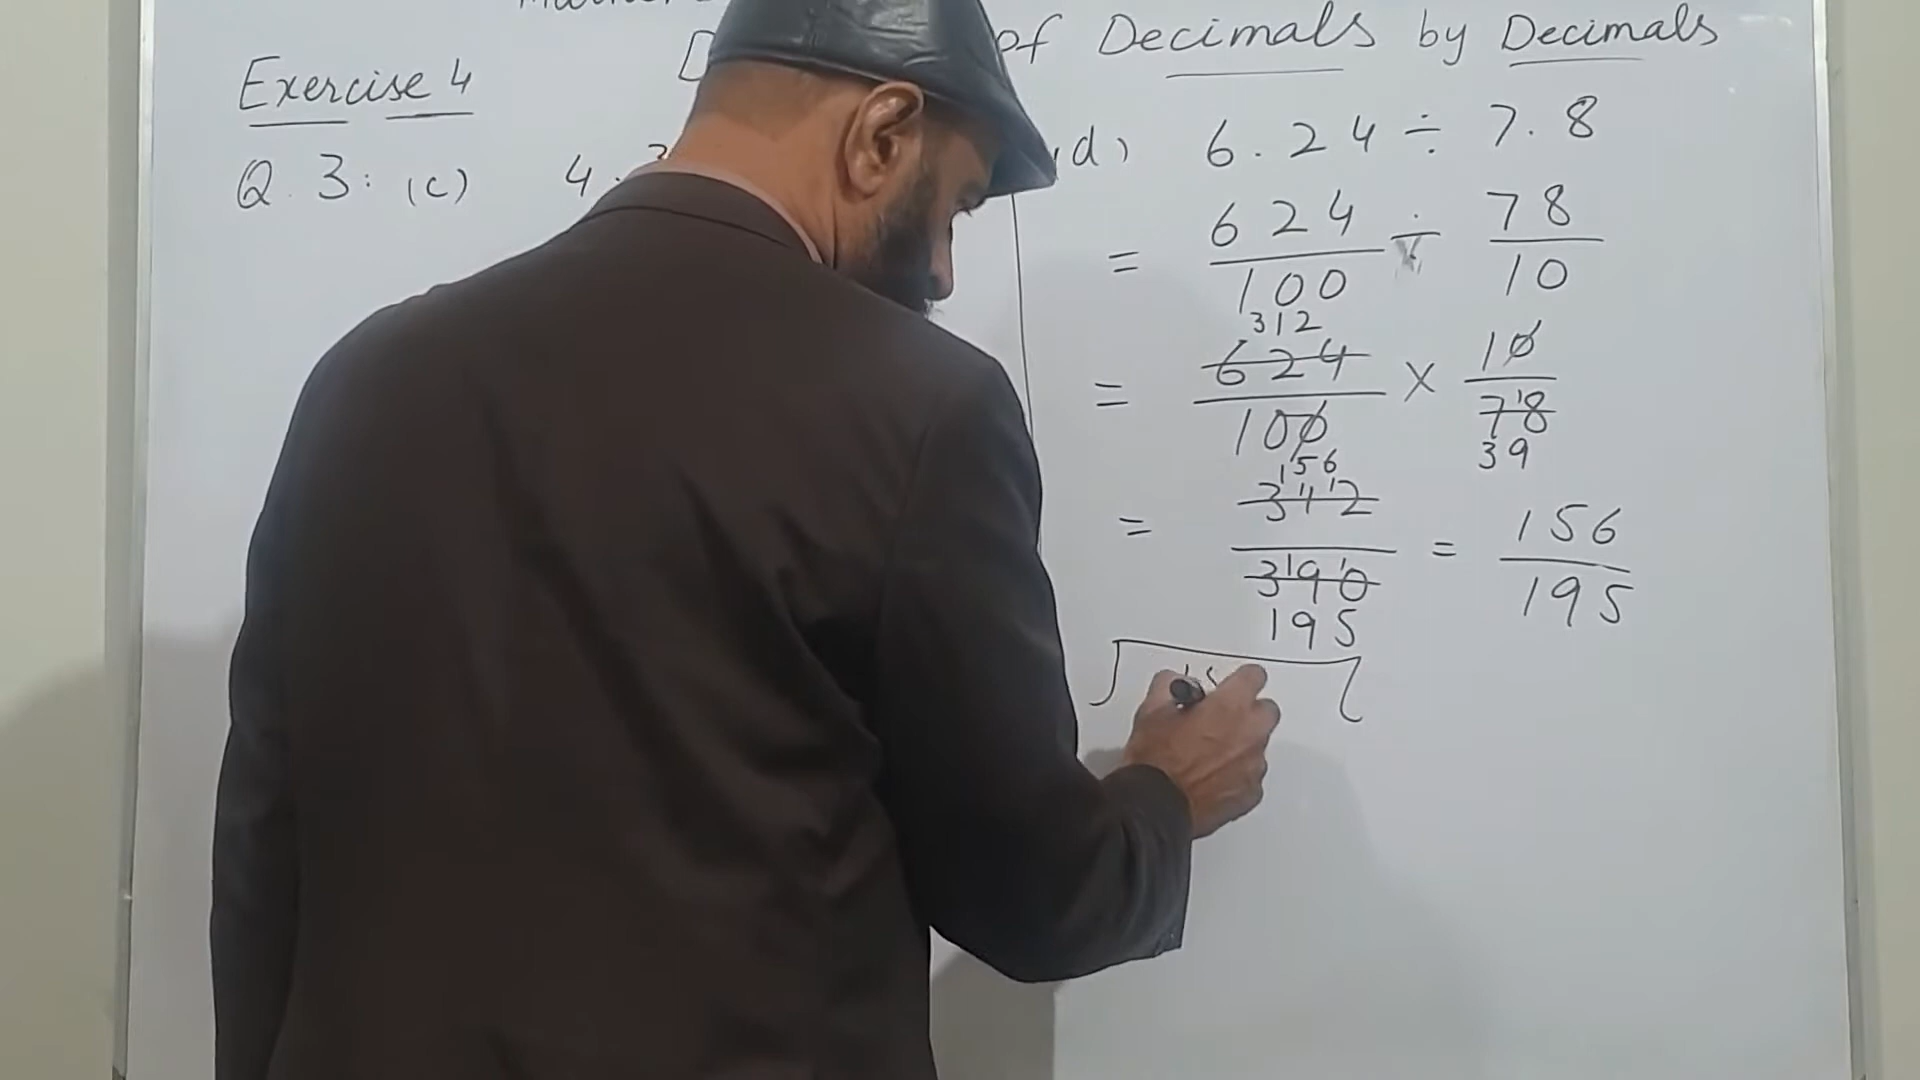 of Decimals by Decimals
Exercise 4
Q. 3: (c) 4.
(d) 6.24 ÷ 7.8
= 624/100 ÷ 78/10
312
= 624/100 × 10/78
39
156
= 312/390 = 156/195
195